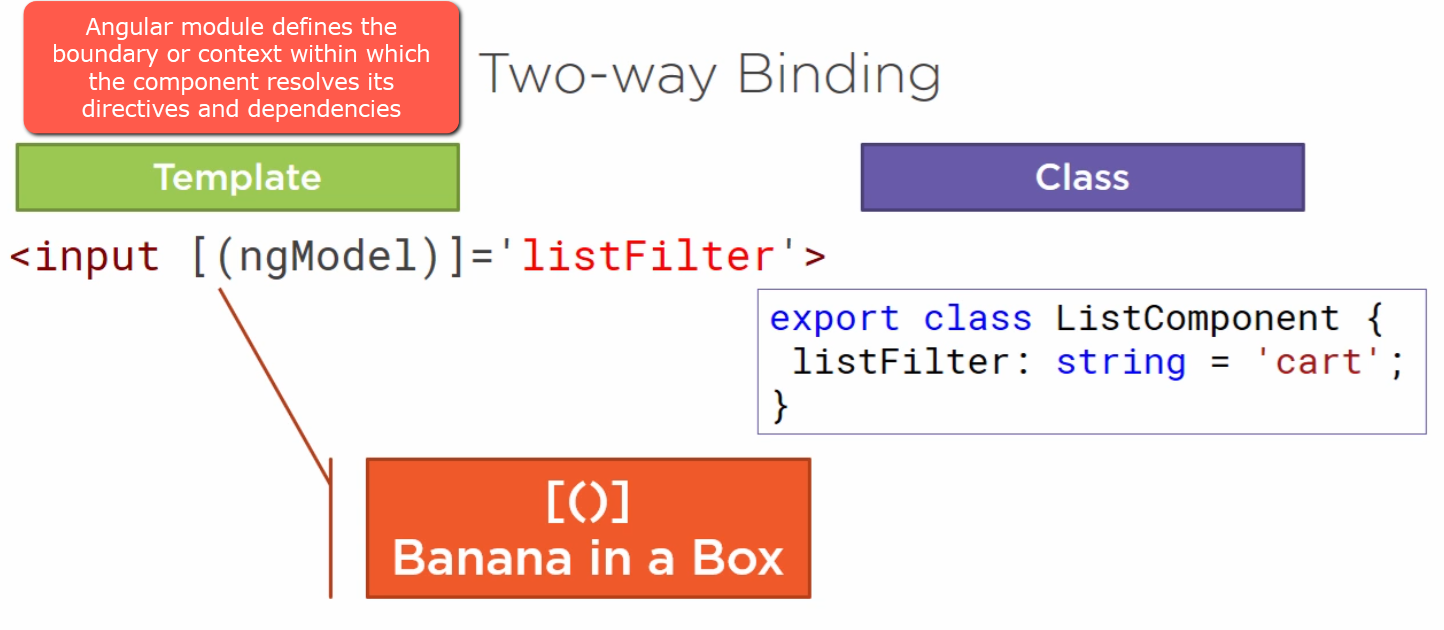 Angular module defines the
boundary or context within which
the component resolves its
directives and dependencies
Two-way Binding
Template
Class
<input [(ngModel)]='listFilter'>
export class ListComponent {
listFilter: string = 'cart';
}
[()]
Banana in a Box